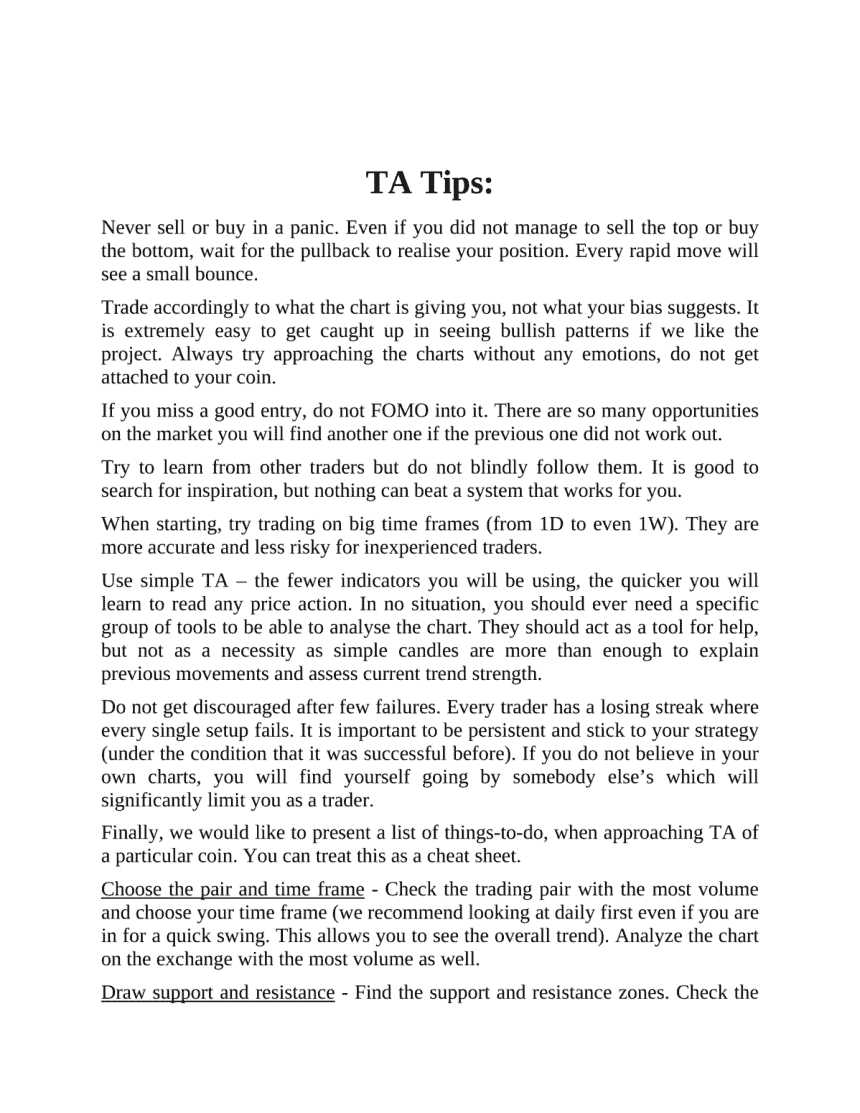 TA Tips:
Never sell or buy in a panic. Even if you did not manage to sell the top or buy
the bottom, wait for the pullback to realise your position. Every rapid move will
see a small bounce.
Trade accordingly to what the chart is giving you, not what your bias suggests. It
is extremely easy to get caught up in seeing bullish patterns if we like the
project. Always try approaching the charts without any emotions, do not get
attached to your coin.
If you miss a good entry, do not FOMO into it. There are so many opportunities
on the market you will find another one if the previous one did not work out.
Try to learn from other traders but do not blindly follow them. It is good to
search for inspiration, but nothing can beat a system that works for you.
When starting, try trading on big time frames (from 1D to even 1W). They are
more accurate and less risky for inexperienced traders.
Use simple TA – the fewer indicators you will be using, the quicker you will
learn to read any price action. In no situation, you should ever need a specific
group of tools to be able to analyse the chart. They should act as a tool for help,
but not as a necessity as simple candles are more than enough to explain
previous movements and assess current trend strength.
Do not get discouraged after few failures. Every trader has a losing streak where
every single setup fails. It is important to be persistent and stick to your strategy
(under the condition that it was successful before). If you do not believe in your
own charts, you will find yourself going by somebody else’s which will
significantly limit you as a trader.
Finally, we would like to present a list of things-to-do, when approaching TA of
a particular coin. You can treat this as a cheat sheet.
Choose the pair and time frame - Check the trading pair with the most volume
and choose your time frame (we recommend looking at daily first even if you are
in for a quick swing. This allows you to see the overall trend). Analyze the chart
on the exchange with the most volume as well.
Draw support and resistance - Find the support and resistance zones. Check the